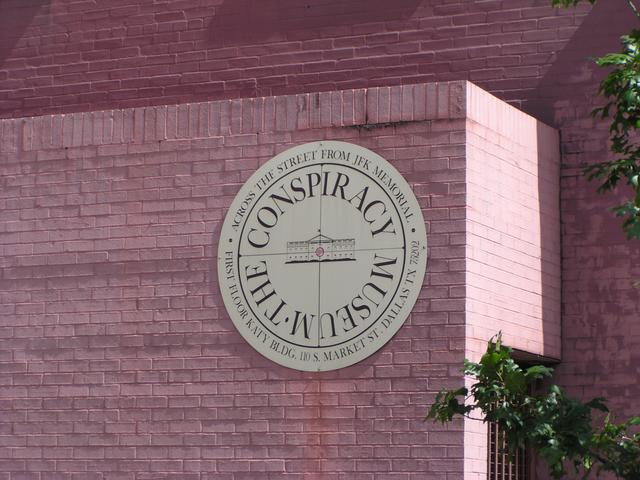 ACROSS THE STREET FROM JFK MEMORIAL
THE CONSPIRACY MUSEUM
FIRST FLOOR KATY BLDG. 110 S. MARKET ST. DALLAS TX 75202